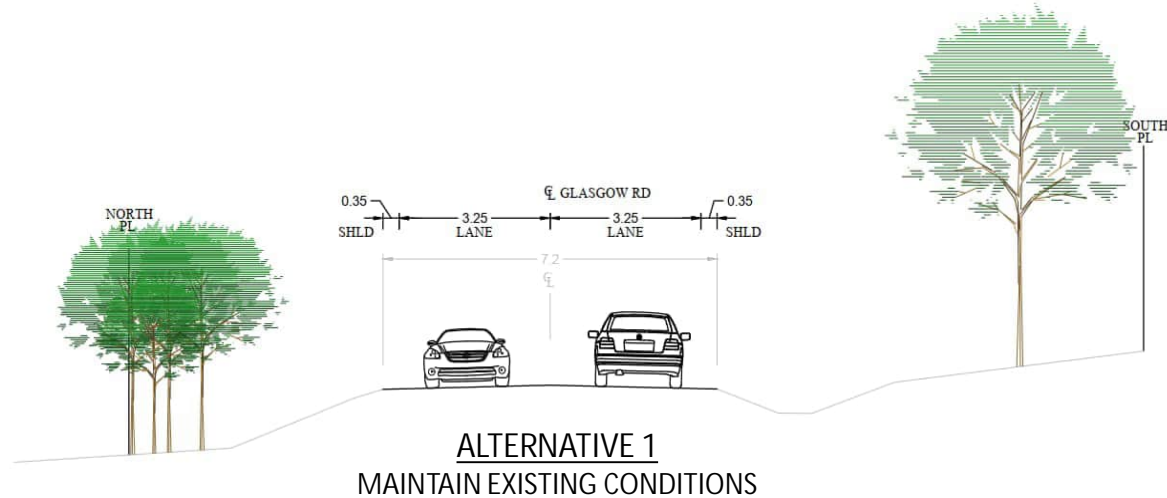 SOUTH
PL
℄ GLASGOW RD
0.35
3.25
3.25
0.35
SHLD
LANE
LANE
SHLD
NORTH
PL
7.2
℄
ALTERNATIVE 1
MAINTAIN EXISTING CONDITIONS